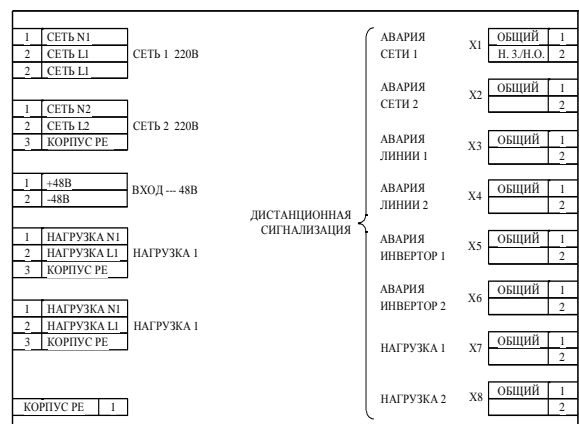 1 СЕТЬ N1
2 СЕТЬ L1
2 СЕТЬ L1
СЕТЬ 1 220В
1 СЕТЬ N2
2 СЕТЬ L2
3 КОРПУС PE
СЕТЬ 2 220В
1 +48В
2 -48В
ВХОД --- 48В
1 НАГРУЗКА N1
2 НАГРУЗКА L1
3 КОРПУС PE
НАГРУЗКА 1
1 НАГРУЗКА N1
2 НАГРУЗКА L1
3 КОРПУС PE
НАГРУЗКА 1
КОРПУС PE 1
ДИСТАНЦИОННАЯ
СИГНАЛИЗАЦИЯ
АВАРИЯ
СЕТИ 1
X1
ОБЩИЙ 1
Н. З./Н.О. 2
АВАРИЯ
СЕТИ 2
X2
ОБЩИЙ 1
2
АВАРИЯ
ЛИНИИ 1
X3
ОБЩИЙ 1
2
АВАРИЯ
ЛИНИИ 2
X4
ОБЩИЙ 1
2
АВАРИЯ
ИНВЕРТОР 1
X5
ОБЩИЙ 1
2
АВАРИЯ
ИНВЕРТОР 2
X6
ОБЩИЙ 1
2
НАГРУЗКА 1
X7
ОБЩИЙ 1
2
НАГРУЗКА 2
X8
ОБЩИЙ 1
2